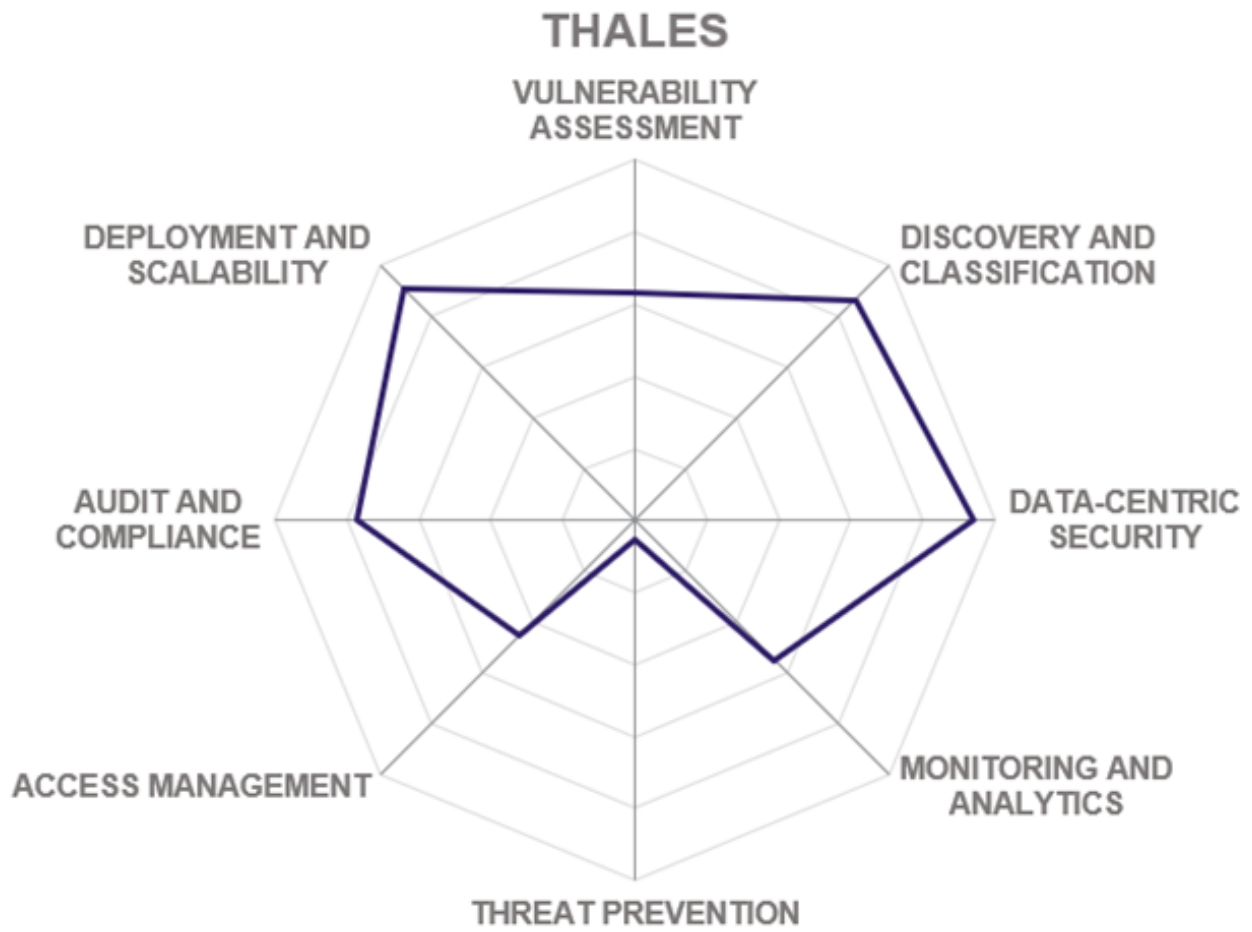 THALES
VULNERABILITY
ASSESSMENT
DISCOVERY AND
CLASSIFICATION
DATA-CENTRIC
SECURITY
MONITORING AND
ANALYTICS
THREAT PREVENTION
ACCESS MANAGEMENT
AUDIT AND
COMPLIANCE
DEPLOYMENT AND
SCALABILITY